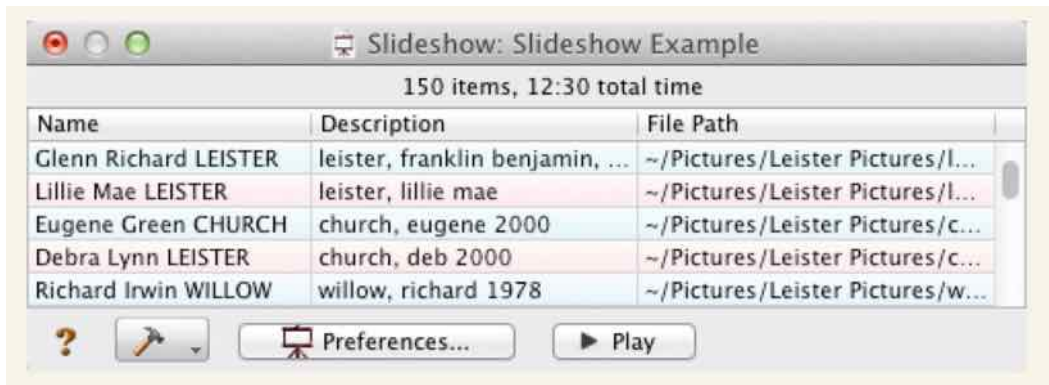 Slideshow: Slideshow Example
150 items, 12:30 total time
Name Description File Path
Glenn Richard LEISTER leister, franklin benjamin, ... ~/Pictures/Leister Pictures/l...
Lillie Mae LEISTER leister, lillie mae ~/Pictures/Leister Pictures/l...
Eugene Green CHURCH church, eugene 2000 ~/Pictures/Leister Pictures/c...
Debra Lynn LEISTER church, deb 2000 ~/Pictures/Leister Pictures/c...
Richard Irwin WILLOW willow, richard 1978 ~/Pictures/Leister Pictures/w...
? Preferences... Play